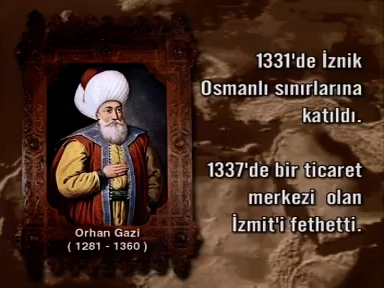 1331'de İznik
Osmanlı sınırlarına
katıldı.
1337'de bir ticaret
merkezi olan
İzmit'i fethetti.
Orhan Gazi
( 1281 - 1360 )